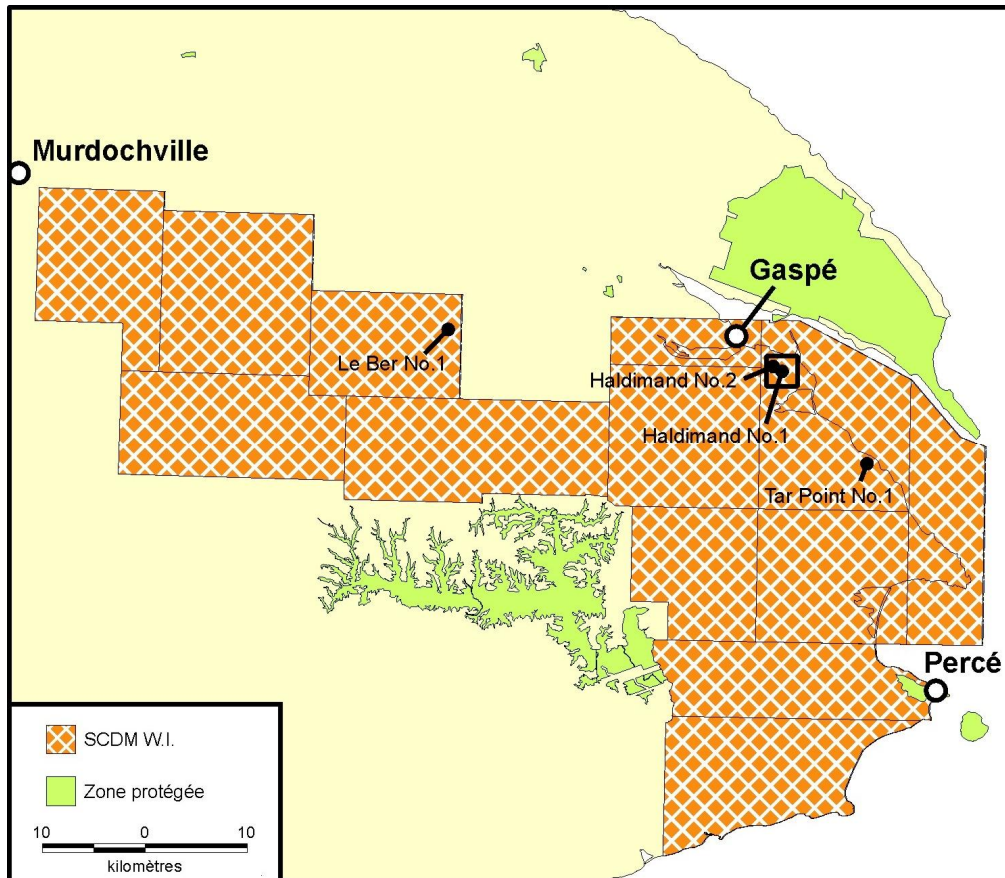 Murdochville
Gaspé
Le Ber No.1
Haldimand No.2
Haldimand No.1
Tar Point No.1
Percé
SCDM W.I.
Zone protégée
10 0 10
kilomètres